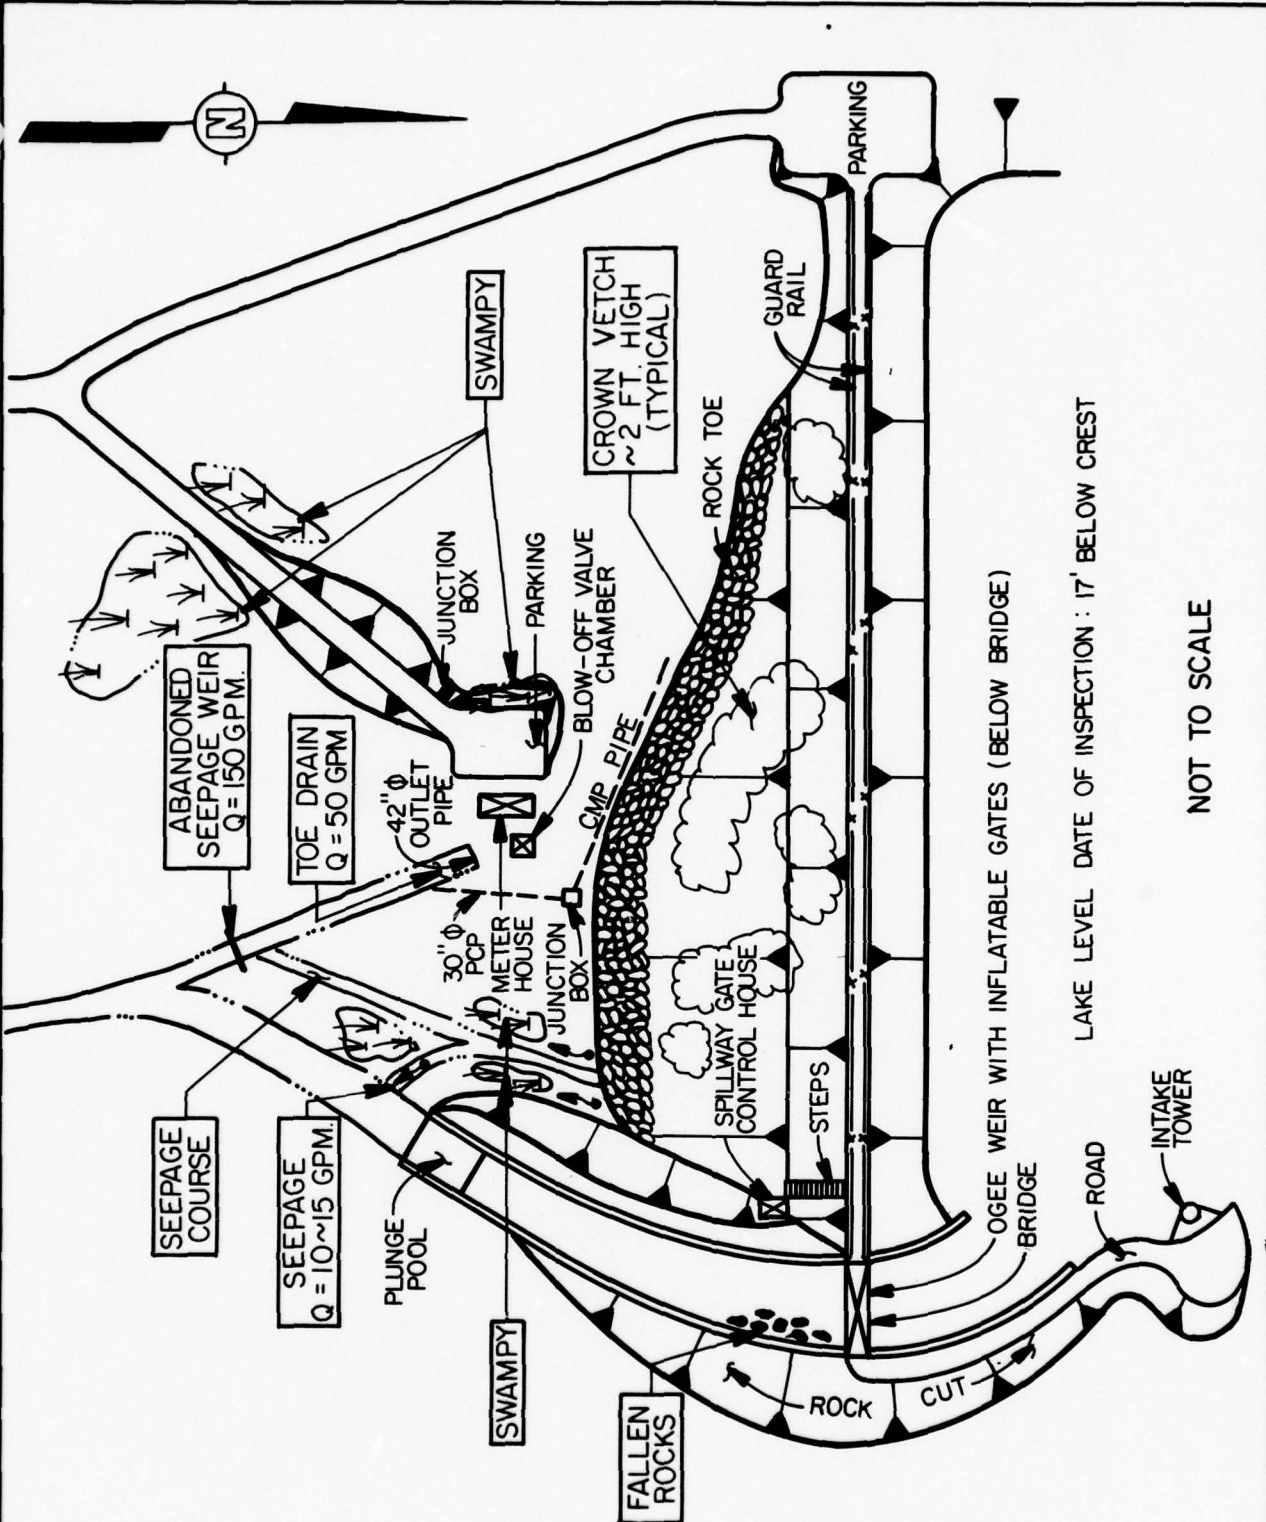 N
PARKING
SWAMPY
CROWN VETCH
~2 FT. HIGH
(TYPICAL)
GUARD
RAIL
ROCK TOE
JUNCTION
BOX
PARKING
BLOW-OFF VALVE
CHAMBER
CMP PIPE
ABANDONED
SEEPAGE WEIR
Q = 150 G.P.M.
TOE DRAIN
Q = 50 GPM
42" Φ
OUTLET
PIPE
30" Φ
PCP
METER
HOUSE
JUNCTION
BOX
SPILLWAY GATE
CONTROL HOUSE
STEPS
SEEPAGE
COURSE
SEEPAGE
Q = 10~15 GPM.
PLUNGE
POOL
SWAMPY
FALLEN
ROCKS
ROCK CUT
OGEE WEIR WITH INFLATABLE GATES (BELOW BRIDGE)
BRIDGE
ROAD
INTAKE
TOWER
LAKE LEVEL DATE OF INSPECTION : 17' BELOW CREST
NOT TO SCALE